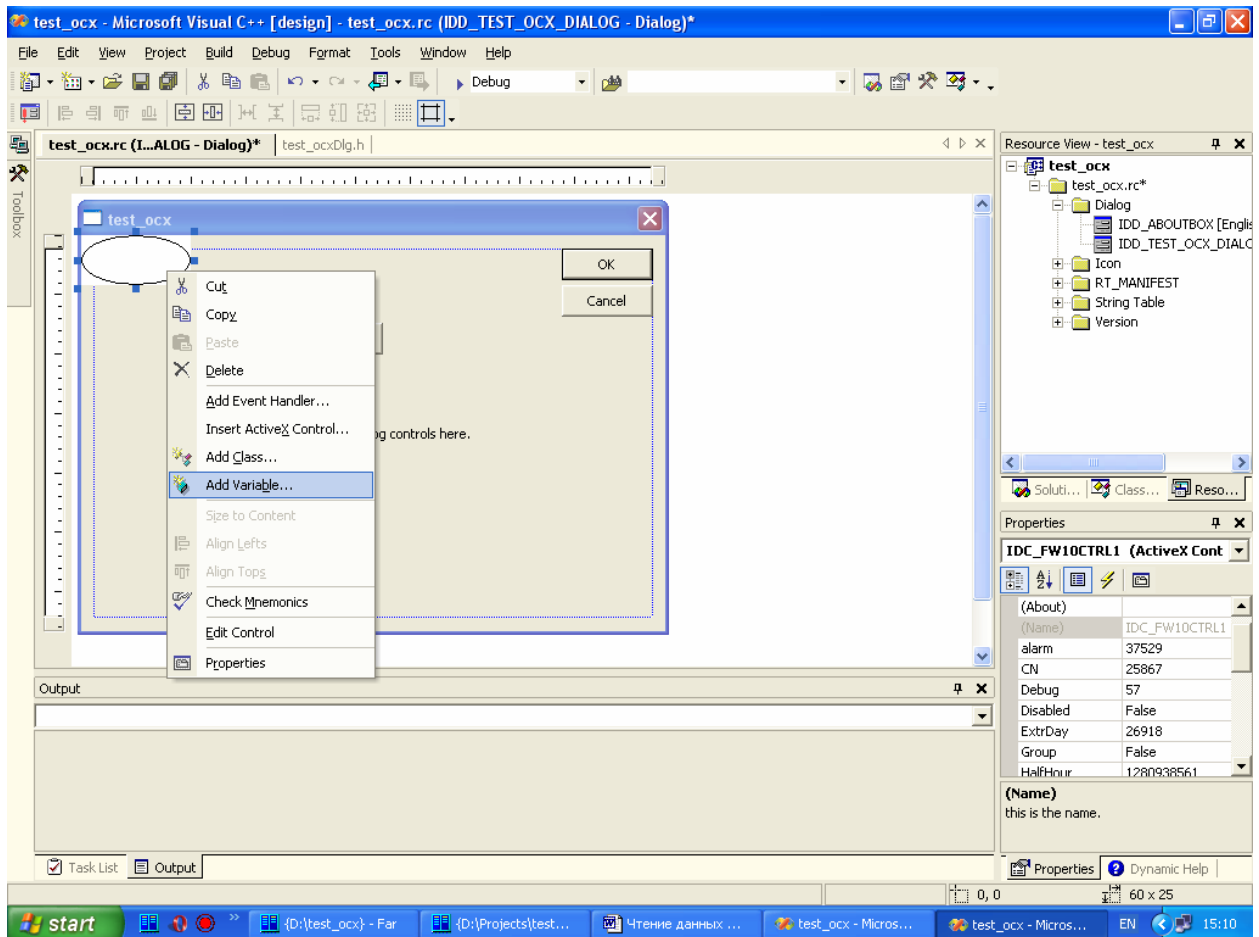 test_ocx - Microsoft Visual C++ [design] - test_ocx.rc (IDD_TEST_OCX_DIALOG - Dialog)*
File Edit View Project Build Debug Format Tools Window Help
Debug
test_ocx.rc (I...ALOG - Dialog)* test_ocxDlg.h
Toolbox
test_ocx
OK
Cancel
og controls here.
Cut
Copy
Paste
Delete
Add Event Handler...
Insert ActiveX Control...
Add Class...
Add Variable...
Size to Content
Align Lefts
Align Tops
Check Mnemonics
Edit Control
Properties
Resource View - test_ocx
test_ocx
test_ocx.rc*
Dialog
IDD_ABOUTBOX [Englis
IDD_TEST_OCX_DIALC
Icon
RT_MANIFEST
String Table
Version
Soluti... Class... Reso...
Properties
IDC_FW10CTRL1 (ActiveX Cont
(About)
(Name) IDC_FW10CTRL1
alarm 37529
CN 25867
Debug 57
Disabled False
ExtrDay 26918
Group False
HalfHour 1280938561
(Name)
this is the name.
Properties Dynamic Help
Output
Task List Output
0, 0 60 x 25
start {D:\test_ocx} - Far {D:\Projects\test... Чтение данных ... test_ocx - Micros... test_ocx - Micros... EN 15:10